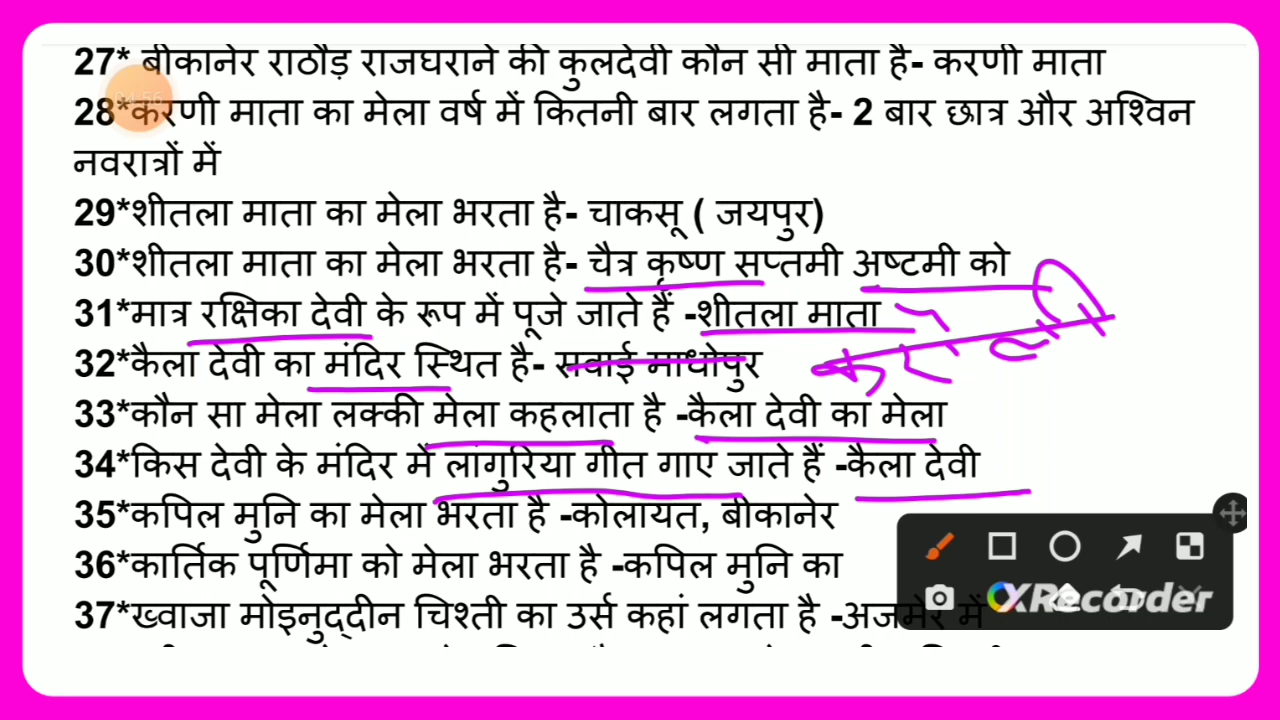 27* बीकानेर राठौड़ राजघराने की कुलदेवी कौन सी माता है- करणी माता
28*करणी माता का मेला वर्ष में कितनी बार लगता है- 2 बार छात्र और अश्विन
नवरात्रों में
29*शीतला माता का मेला भरता है- चाकसू ( जयपुर)
30*शीतला माता का मेला भरता है- चैत्र कृष्ण सप्तमी अष्टमी को
31*मात्र रक्षिका देवी के रूप में पूजे जाते हैं -शीतला माता
32*कैला देवी का मंदिर स्थित है- सवाई माधोपुर
33*कौन सा मेला लक्की मेला कहलाता है -कैला देवी का मेला
34*किस देवी के मंदिर में लांगुरिया गीत गाए जाते हैं -कैला देवी
35*कपिल मुनि का मेला भरता है -कोलायत, बीकानेर
36*कार्तिक पूर्णिमा को मेला भरता है -कपिल मुनि का
37*ख्वाजा मोइनुद्दीन चिश्ती का उर्स कहां लगता है -अजमेर में
XRecorder